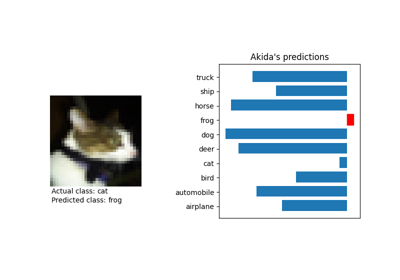 Akida's predictions
truck
ship
horse
frog
dog
deer
cat
bird
automobile
airplane
Actual class: cat
Predicted class: frog